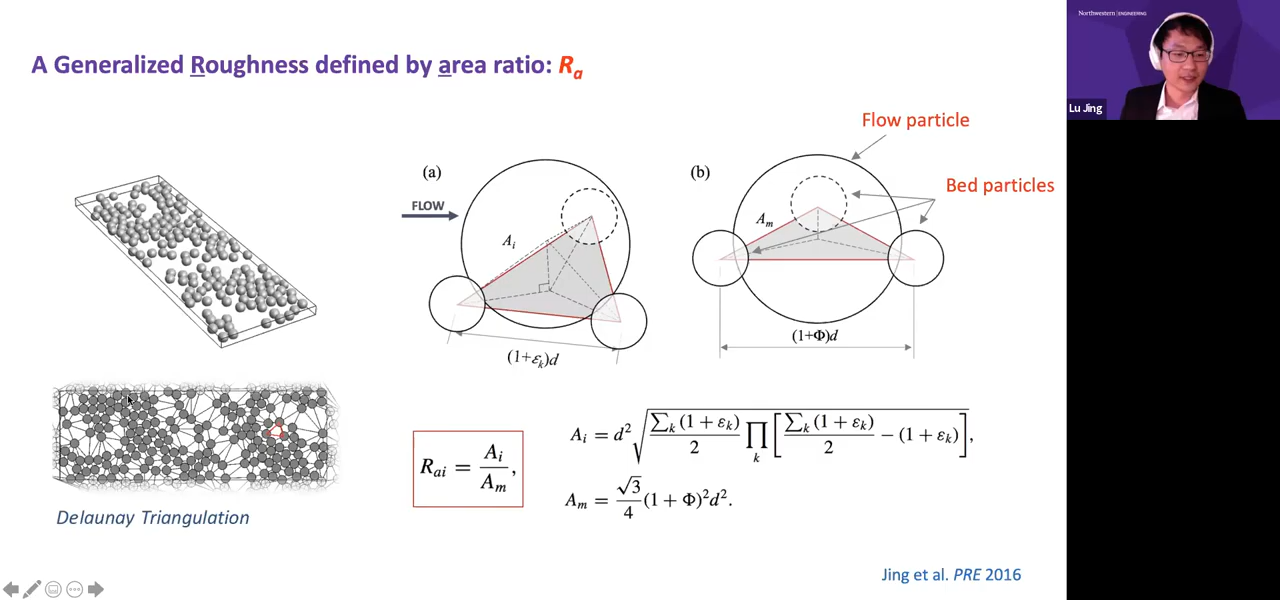 Northwestern | ENGINEERING
A Generalized Roughness defined by area ratio: Rₐ
Lu Jing
Flow particle
(a)
(b)
Bed particles
FLOW
Aᵢ
Aₘ
(1+Φ)d
(1+εₖ)d
Rₐᵢ = Aᵢ / Aₘ,
Aᵢ = d² √( ∑ₖ (1 + εₖ) / 2 ∏ₖ [ ∑ₖ (1 + εₖ) / 2 − (1 + εₖ) ] ),
Aₘ = √3 / 4 (1 + Φ)²d².
Delaunay Triangulation
Jing et al. PRE 2016